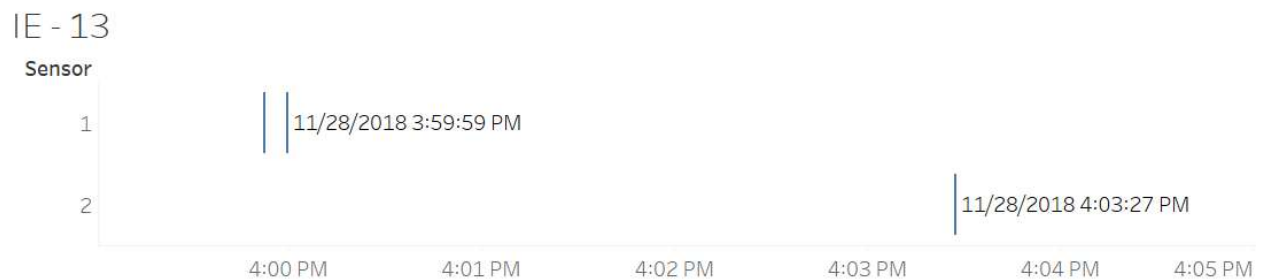 IE - 13
Sensor
1
11/28/2018 3:59:59 PM
2
11/28/2018 4:03:27 PM
4:00 PM 4:01 PM 4:02 PM 4:03 PM 4:04 PM 4:05 PM